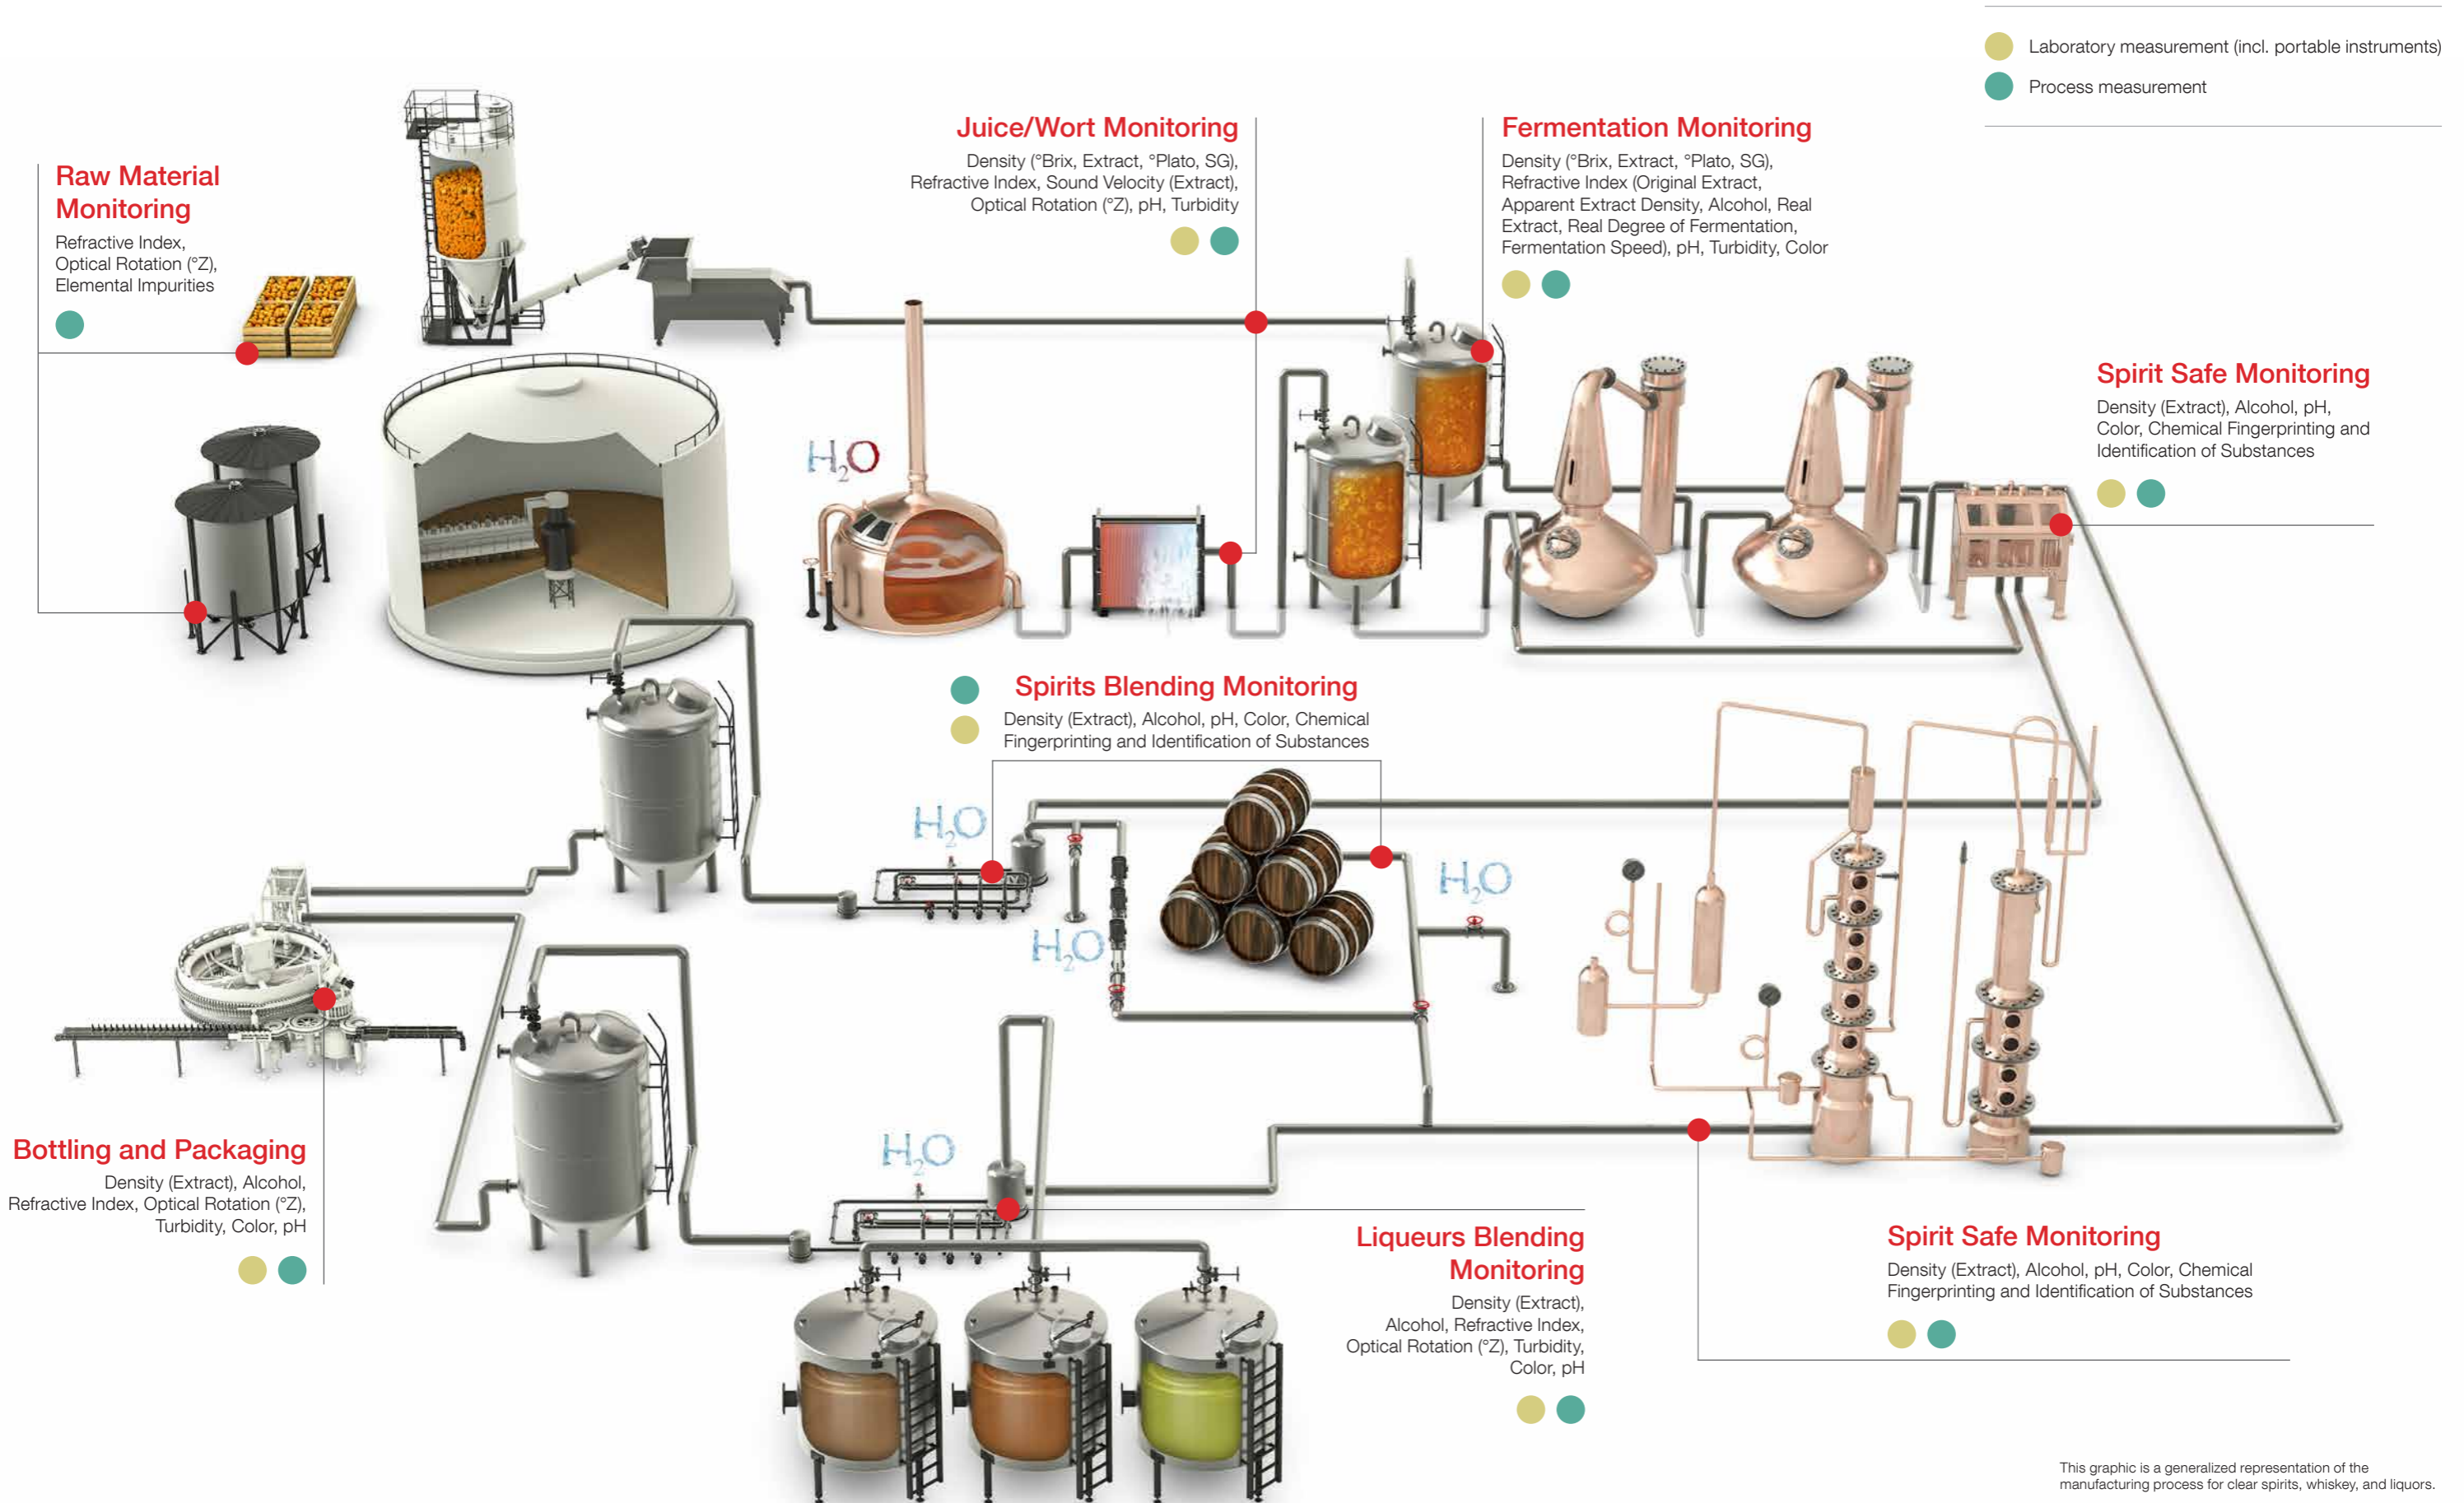 Laboratory measurement (incl. portable instruments)
Process measurement
Raw Material
Monitoring
Refractive Index,
Optical Rotation (°Z),
Elemental Impurities
Juice/Wort Monitoring
Density (°Brix, Extract, °Plato, SG),
Refractive Index, Sound Velocity (Extract),
Optical Rotation (°Z), pH, Turbidity
Fermentation Monitoring
Density (°Brix, Extract, °Plato, SG),
Refractive Index (Original Extract,
Apparent Extract Density, Alcohol, Real
Extract, Real Degree of Fermentation,
Fermentation Speed), pH, Turbidity, Color
Spirit Safe Monitoring
Density (Extract), Alcohol, pH,
Color, Chemical Fingerprinting and
Identification of Substances
H₂O
Spirits Blending Monitoring
Density (Extract), Alcohol, pH, Color, Chemical
Fingerprinting and Identification of Substances
H₂O
H₂O
H₂O
H₂O
Bottling and Packaging
Density (Extract), Alcohol,
Refractive Index, Optical Rotation (°Z),
Turbidity, Color, pH
Liqueurs Blending
Monitoring
Density (Extract),
Alcohol, Refractive Index,
Optical Rotation (°Z), Turbidity,
Color, pH
Spirit Safe Monitoring
Density (Extract), Alcohol, pH, Color, Chemical
Fingerprinting and Identification of Substances
This graphic is a generalized representation of the
manufacturing process for clear spirits, whiskey, and liquors.